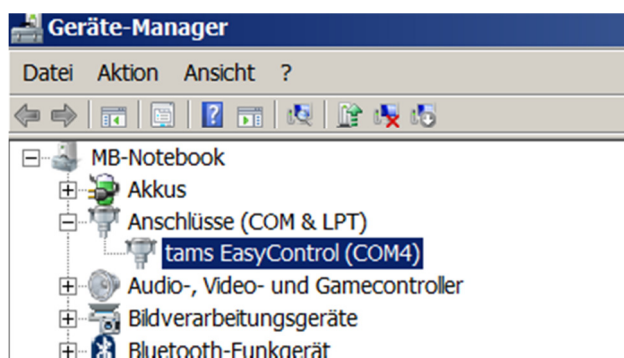 Geräte-Manager
Datei Aktion Ansicht ?
MB-Notebook
Akkus
Anschlüsse (COM & LPT)
tams EasyControl (COM4)
Audio-, Video- und Gamecontroller
Bildverarbeitungsgeräte
Bluetooth-Funkgerät